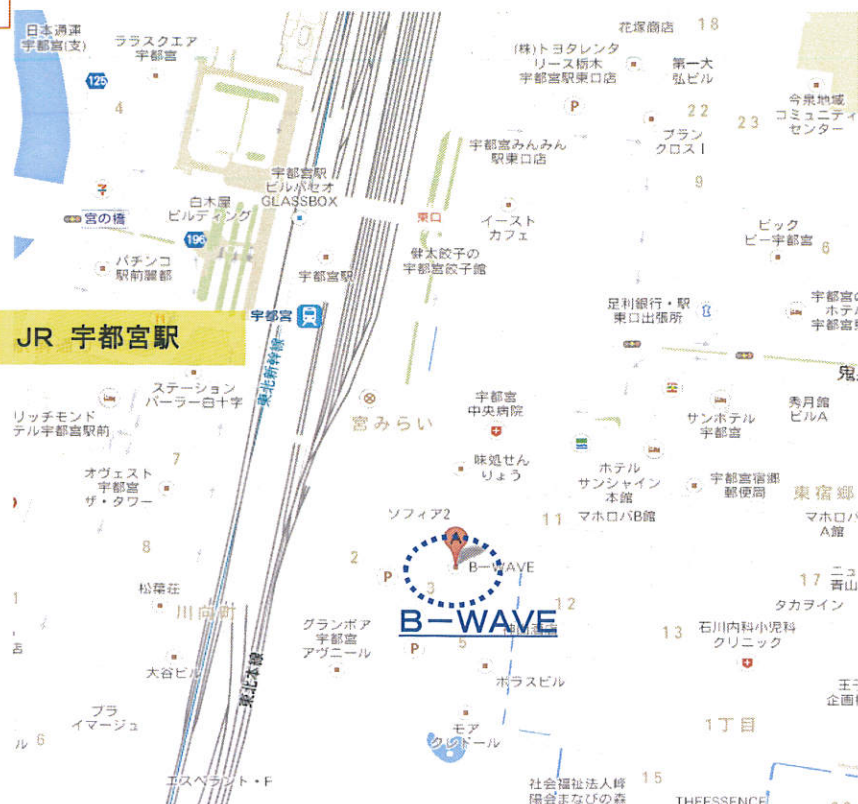 日本通運
宇都宮(支)
ララスクエア
宇都宮
花塚商店
18
(株)トヨタレンタ
リース栃木
宇都宮駅東口店
第一大
弘ビル
125
4
P
22
23
今泉地域
コミュニティ
センター
ブラン
クロスⅠ
宇都宮みんみん
駅東口店
9
宇都宮駅
ビルパセオ
GLASSBOX
白木屋
ビルディング
宮の橋
東口
イースト
カフェ
196
ビック
ビー宇都宮
6
パチンコ
駅前麗都
宇都宮駅
健太餃子の
宇都宮餃子館
足利銀行・駅
東口出張所
宇都宮
JR 宇都宮駅
東北新幹線
ステーション
パーラー白十字
リッチモンド
テル宇都宮駅前
宮みらい
宇都宮
中央病院
サンホテル
宇都宮
秀月館
ビルA
7
オヴェスト
宇都宮
ザ・タワー
味処せん
りょう
ホテル
サンシャイン
本館
宇都宮宿郷
郵便局
東宿郷
ソフィア2
11
マホロバB館
マホロバ
A館
8
2
A
B-WAVE
P
3
12
17
松葉荘
川向町
B-WAVE
タカライン
グランボア
宇都宮
アヴニール
P
5
13
石川内科小児科
クリニック
大谷ビル
東北本線
ポラスビル
ブラ
イマージュ
モア
クレドール
1丁目
6
エスペラント・F
社会福祉法人峰
陽会まなびの森
15
THEESSENCE